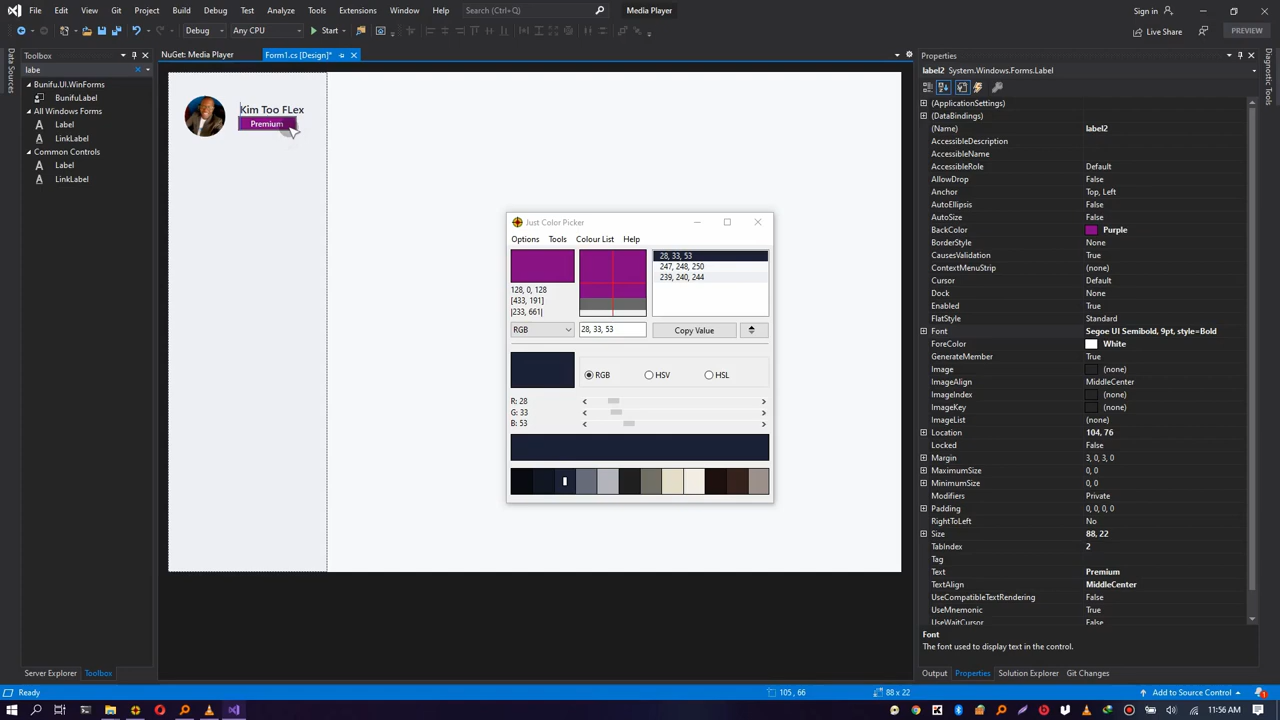 File Edit View Git Project Build Debug Test Analyze Tools Extensions Window Help Search (Ctrl+Q) Media Player Sign in
Debug Any CPU Start Live Share PREVIEW
Data Sources
Toolbox
labe
Bunifu.UI.WinForms
BunifuLabel
All Windows Forms
Label
LinkLabel
Common Controls
Label
LinkLabel
Server Explorer Toolbox
NuGet: Media Player Form1.cs [Design]*
Kim Too FLex
Premium
Just Color Picker
Options Tools Colour List Help
128, 0, 128
[433, 191]
|233, 661|
28, 33, 53
247, 248, 250
239, 240, 244
RGB 28, 33, 53 Copy Value
RGB HSV HSL
R: 28
G: 33
B: 53
Properties
label2 System.Windows.Forms.Label
(ApplicationSettings)
(DataBindings)
(Name) label2
AccessibleDescription
AccessibleName
AccessibleRole Default
AllowDrop False
Anchor Top, Left
AutoEllipsis False
AutoSize False
BackColor Purple
BorderStyle None
CausesValidation True
ContextMenuStrip (none)
Cursor Default
Dock None
Enabled True
FlatStyle Standard
Font Segoe UI Semibold, 9pt, style=Bold
ForeColor White
GenerateMember True
Image (none)
ImageAlign MiddleCenter
ImageIndex (none)
ImageKey (none)
ImageList (none)
Location 104, 76
Locked False
Margin 3, 0, 3, 0
MaximumSize 0, 0
MinimumSize 0, 0
Modifiers Private
Padding 0, 0, 0, 0
RightToLeft No
Size 88, 22
TabIndex 2
Tag
Text Premium
TextAlign MiddleCenter
UseCompatibleTextRendering False
UseMnemonic True
UseWaitCursor False
Font
The font used to display text in the control.
Output Properties Solution Explorer Git Changes
Diagnostic Tools
Ready 105, 66 88 x 22 Add to Source Control 1
11:56 AM